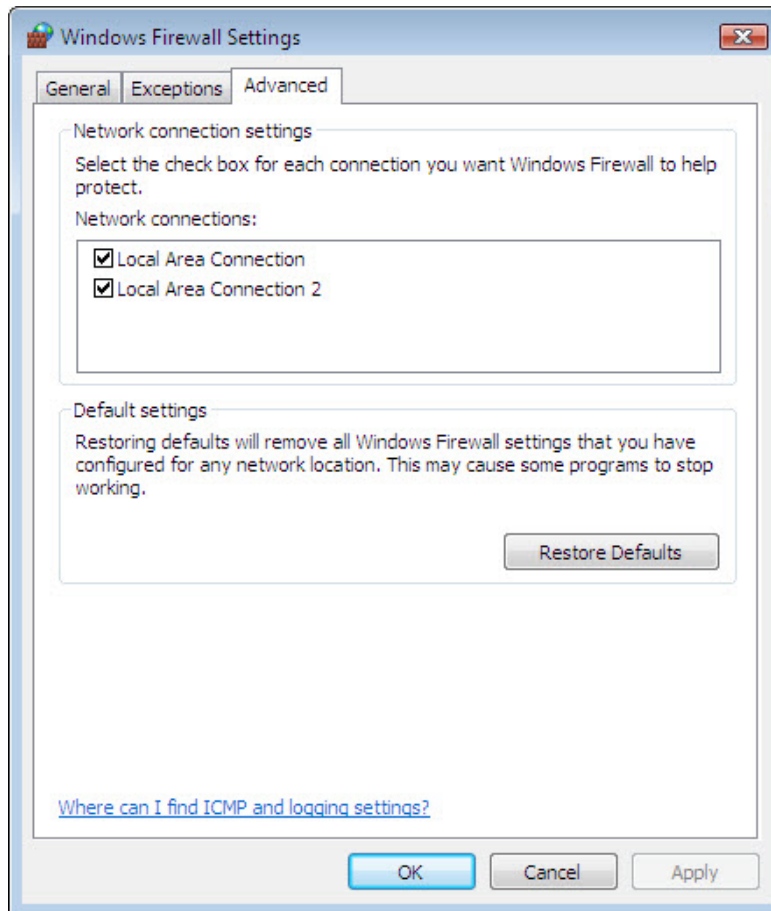 Windows Firewall Settings
General Exceptions Advanced
Network connection settings
Select the check box for each connection you want Windows Firewall to help
protect.
Network connections:
Local Area Connection
Local Area Connection 2
Default settings
Restoring defaults will remove all Windows Firewall settings that you have
configured for any network location. This may cause some programs to stop
working.
Restore Defaults
Where can I find ICMP and logging settings?
OK Cancel Apply